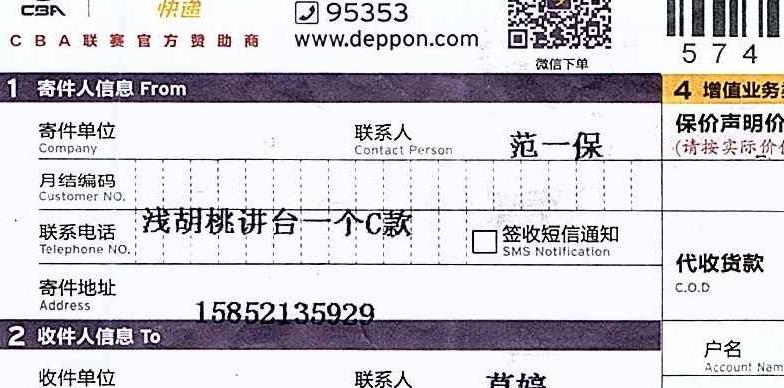 CBA 快递
95353
CBA联赛官方赞助商 www.deppon.com
微信下单
574
1 寄件人信息 From
4 增值业务
寄件单位
Company
联系人
Contact Person
范一保
保价声明价
(请按实际价
月结编码
Customer NO.
浅胡桃讲台一个C款
联系电话
Telephone NO.
签收短信通知
SMS Notification
代收货款
C.O.D
寄件地址
Address
15852135929
2 收件人信息 To
户名
Account Nam
收件单位
联系人